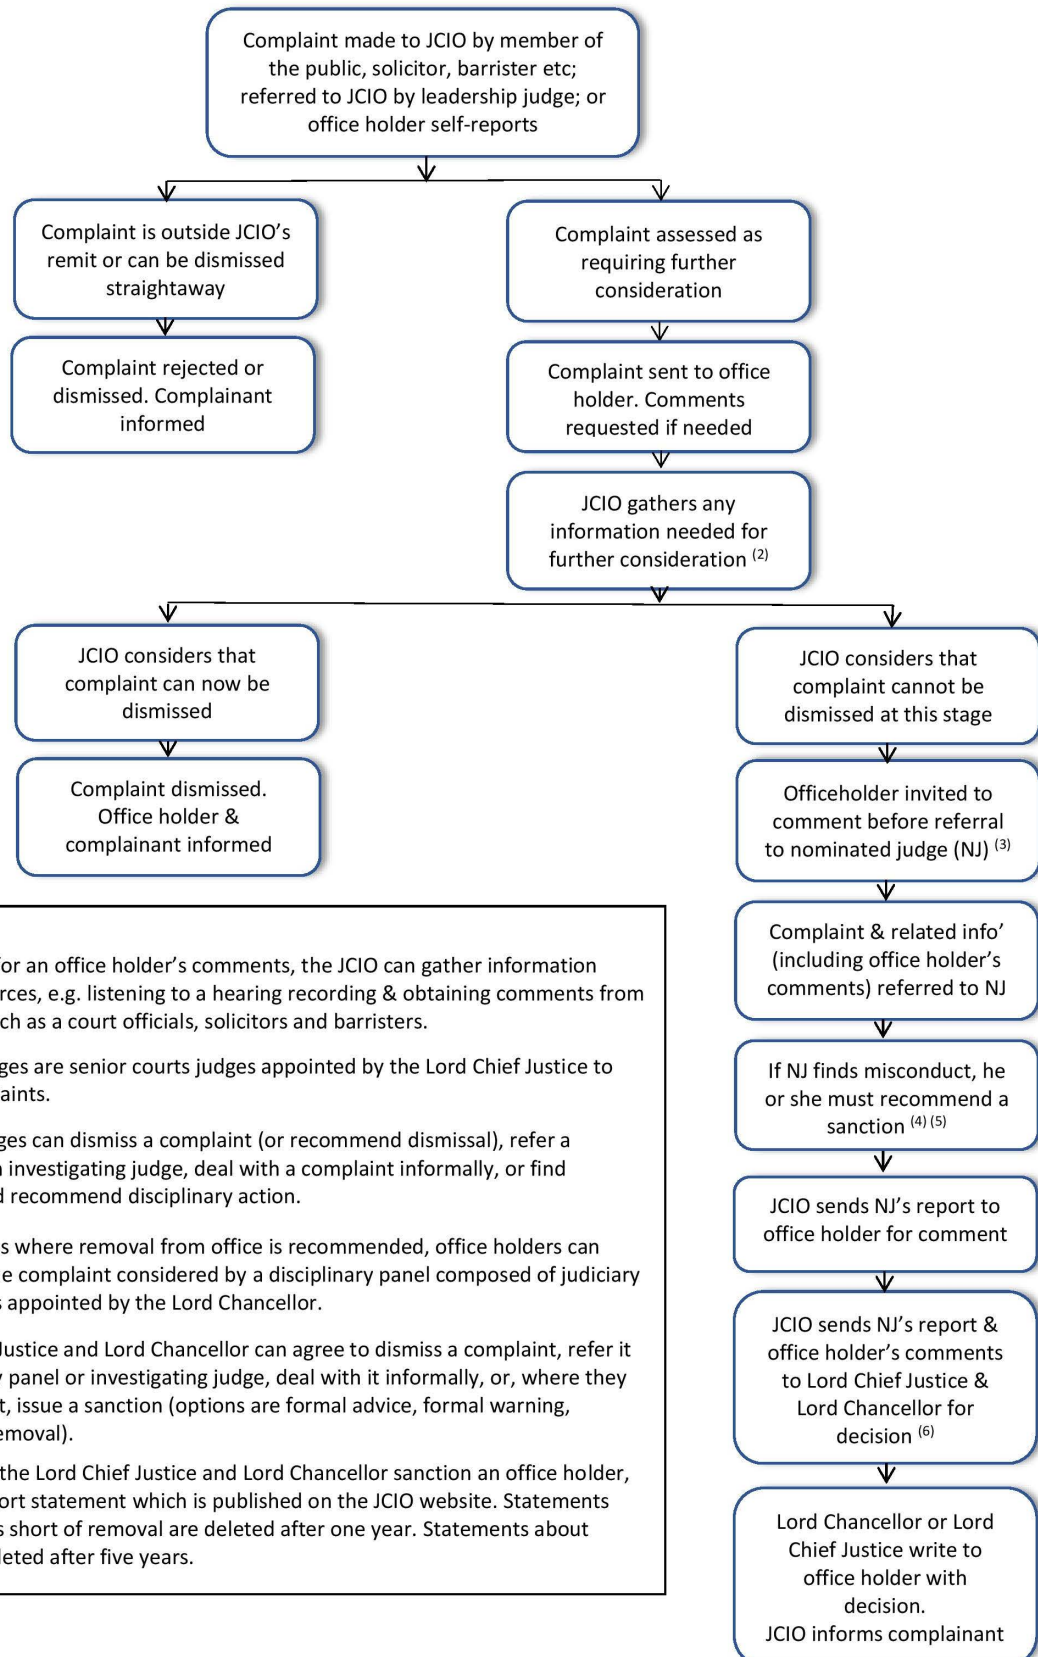 Complaint made to JCIO by member of
the public, solicitor, barrister etc;
referred to JCIO by leadership judge; or
office holder self-reports
Complaint is outside JCIO’s
remit or can be dismissed
straightaway
Complaint assessed as
requiring further
consideration
Complaint rejected or
dismissed. Complainant
informed
Complaint sent to office
holder. Comments
requested if needed
JCIO gathers any
information needed for
further consideration (2)
JCIO considers that
complaint can now be
dismissed
JCIO considers that
complaint cannot be
dismissed at this stage
Complaint dismissed.
Office holder &
complainant informed
Officeholder invited to
comment before referral
to nominated judge (NJ) (3)
Complaint & related info’
(including office holder’s
comments) referred to NJ
If NJ finds misconduct, he
or she must recommend a
sanction (4) (5)
JCIO sends NJ’s report to
office holder for comment
JCIO sends NJ’s report &
office holder’s comments
to Lord Chief Justice &
Lord Chancellor for
decision (6)
Lord Chancellor or Lord
Chief Justice write to
office holder with
decision.
JCIO informs complainant
for an office holder’s comments, the JCIO can gather information
e.g. listening to a hearing recording & obtaining comments from
as a court officials, solicitors and barristers.
are senior courts judges appointed by the Lord Chief Justice to
can dismiss a complaint (or recommend dismissal), refer a
investigating judge, deal with a complaint informally, or find
recommend disciplinary action.
where removal from office is recommended, office holders can
complaint considered by a disciplinary panel composed of judiciary
appointed by the Lord Chancellor.
Justice and Lord Chancellor can agree to dismiss a complaint, refer it
panel or investigating judge, deal with it informally, or, where they
issue a sanction (options are formal advice, formal warning,
the Lord Chief Justice and Lord Chancellor sanction an office holder,
statement which is published on the JCIO website. Statements
short of removal are deleted after one year. Statements about
after five years.